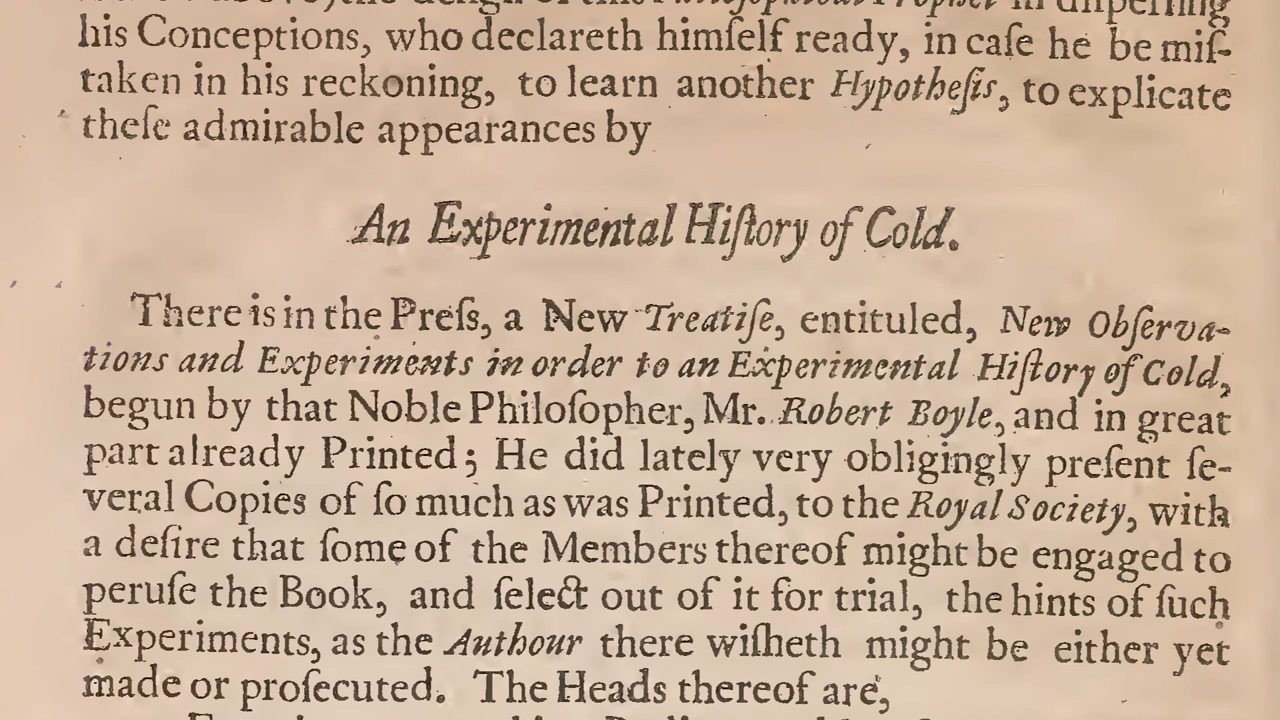 his Conceptions, who declareth himſelf ready, in caſe he be miſ-
taken in his reckoning, to learn another Hypotheſis, to explicate
theſe admirable appearances by
An Experimental Hiſtory of Cold.
There is in the Preſs, a New Treatiſe, entituled, New Obſerva-
tions and Experiments in order to an Experimental Hiſtory of Cold,
begun by that Noble Philoſopher, Mr. Robert Boyle, and in great
part already Printed; He did lately very obligingly preſent ſe-
veral Copies of ſo much as was Printed, to the Royal Society, with
a deſire that ſome of the Members thereof might be engaged to
peruſe the Book, and ſelect out of it for trial, the hints of ſuch
Experiments, as the Authour there wiſheth might be either yet
made or proſecuted. The Heads thereof are,